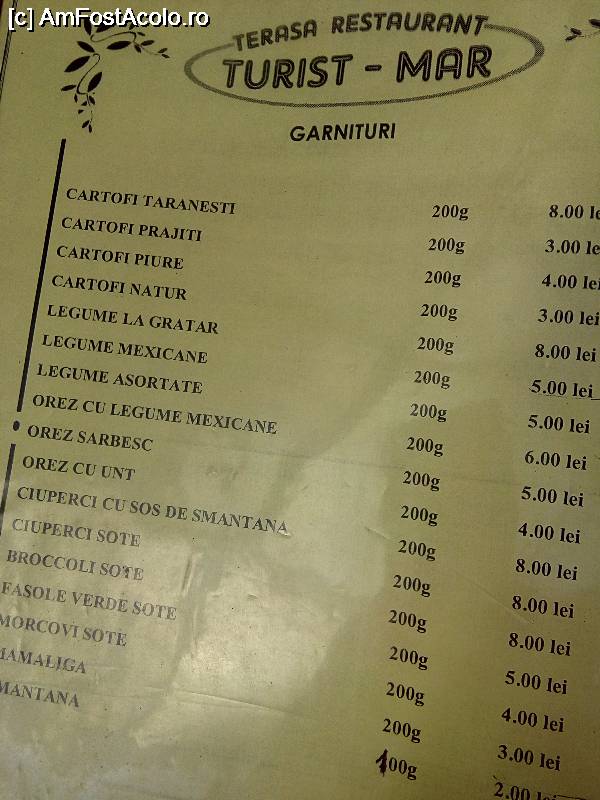 [c] AmFostAcolo.ro
TERASA RESTAURANT
TURIST - MAR
GARNITURI
CARTOFI TARANESTI 200g 8.00 le
CARTOFI PRAJITI 200g 3.00 le
CARTOFI PIURE 200g 4.00 lei
CARTOFI NATUR 200g 3.00 lei
LEGUME LA GRATAR 200g 8.00 lei
LEGUME MEXICANE 200g 5.00 lei
LEGUME ASORTATE 200g 5.00 lei
OREZ CU LEGUME MEXICANE 200g 6.00 lei
OREZ SARBESC 200g 5.00 lei
OREZ CU UNT 200g 4.00 lei
CIUPERCI CU SOS DE SMANTANA 200g 8.00 lei
CIUPERCI SOTE 200g 8.00 lei
BROCCOLI SOTE 200g 8.00 lei
FASOLE VERDE SOTE 200g 5.00 lei
MORCOVI SOTE 200g 4.00 lei
MAMALIGA 200g 3.00 lei
MANTANA 100g 2.00 lei